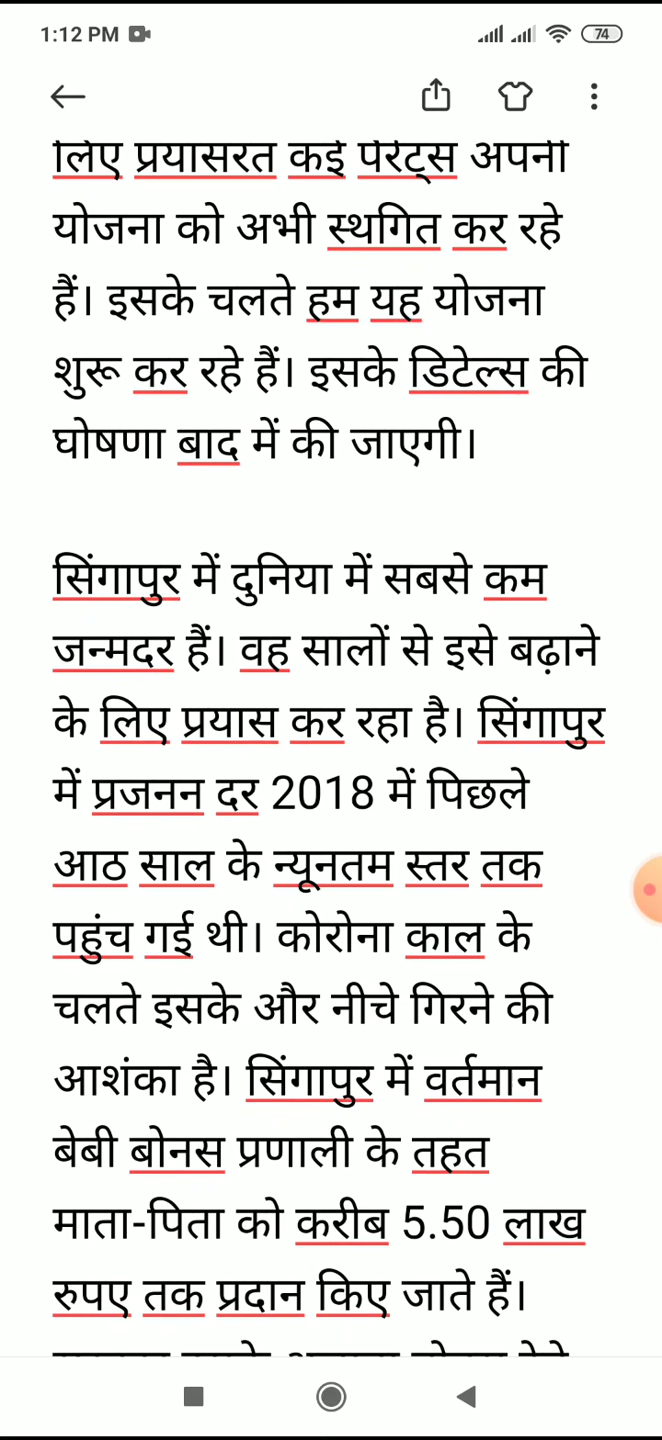 1:12 PM
74
लिए प्रयासरत कई पेरेंट्स अपनी
योजना को अभी स्थगित कर रहे
हैं। इसके चलते हम यह योजना
शुरू कर रहे हैं। इसके डिटेल्स की
घोषणा बाद में की जाएगी।
सिंगापुर में दुनिया में सबसे कम
जन्मदर हैं। वह सालों से इसे बढ़ाने
के लिए प्रयास कर रहा है। सिंगापुर
में प्रजनन दर 2018 में पिछले
आठ साल के न्यूनतम स्तर तक
पहुंच गई थी। कोरोना काल के
चलते इसके और नीचे गिरने की
आशंका है। सिंगापुर में वर्तमान
बेबी बोनस प्रणाली के तहत
माता-पिता को करीब 5.50 लाख
रुपए तक प्रदान किए जाते हैं।